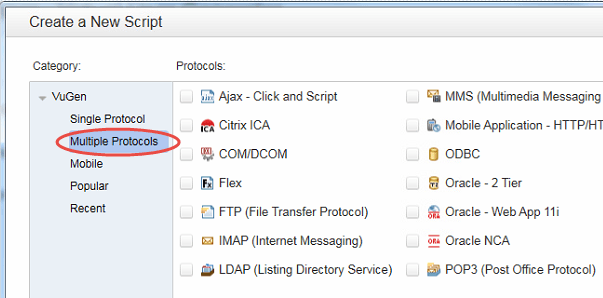 Create a New Script
Category:
Protocols:
VuGen
Single Protocol
Multiple Protocols
Mobile
Popular
Recent
Ajax - Click and Script
Citrix ICA
COM/DCOM
Flex
FTP (File Transfer Protocol)
IMAP (Internet Messaging)
LDAP (Listing Directory Service)
MMS (Multimedia Messaging
Mobile Application - HTTP/HT
ODBC
Oracle - 2 Tier
Oracle - Web App 11i
Oracle NCA
POP3 (Post Office Protocol)